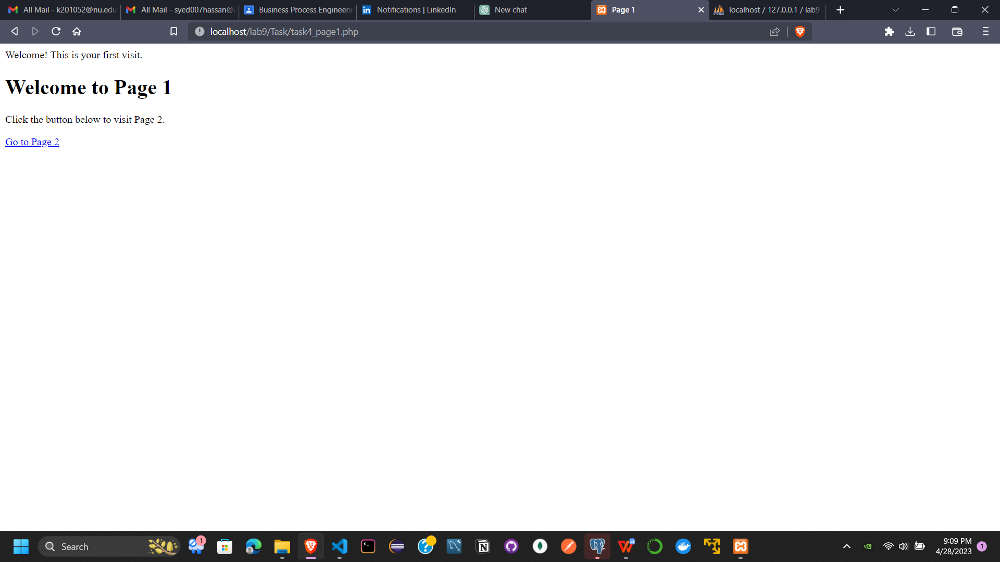 All Mail - k201052@nu.edu
All Mail - syed007hassan@
Business Process Engineeri
Notifications | LinkedIn
New chat
Page 1
localhost / 127.0.0.1 / lab9
localhost/lab9/Task/task4_page1.php
Welcome! This is your first visit.
Welcome to Page 1
Click the button below to visit Page 2.
Go to Page 2
Search
1
9:09 PM
4/28/2023
1